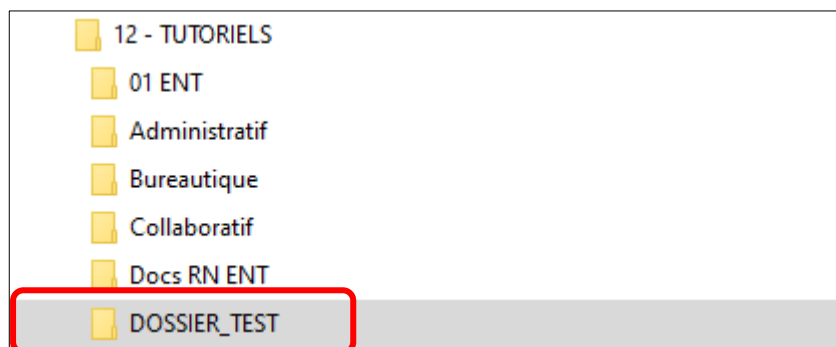 12 - TUTORIELS
01 ENT
Administratif
Bureautique
Collaboratif
Docs RN ENT
DOSSIER_TEST